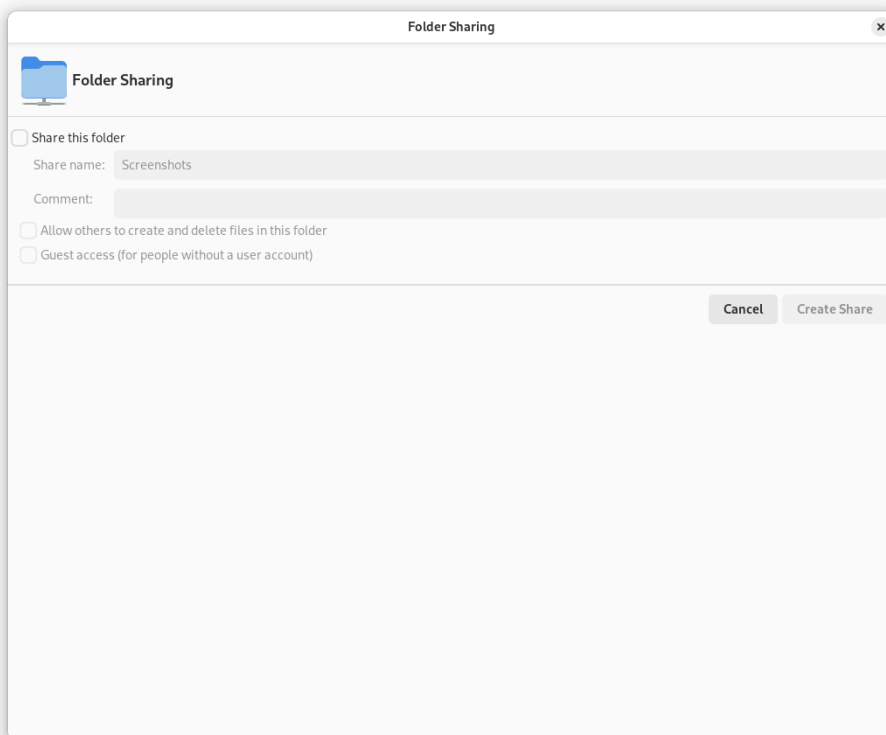 Folder Sharing
Folder Sharing
Share this folder
Share name: Screenshots
Comment:
Allow others to create and delete files in this folder
Guest access (for people without a user account)
Cancel Create Share